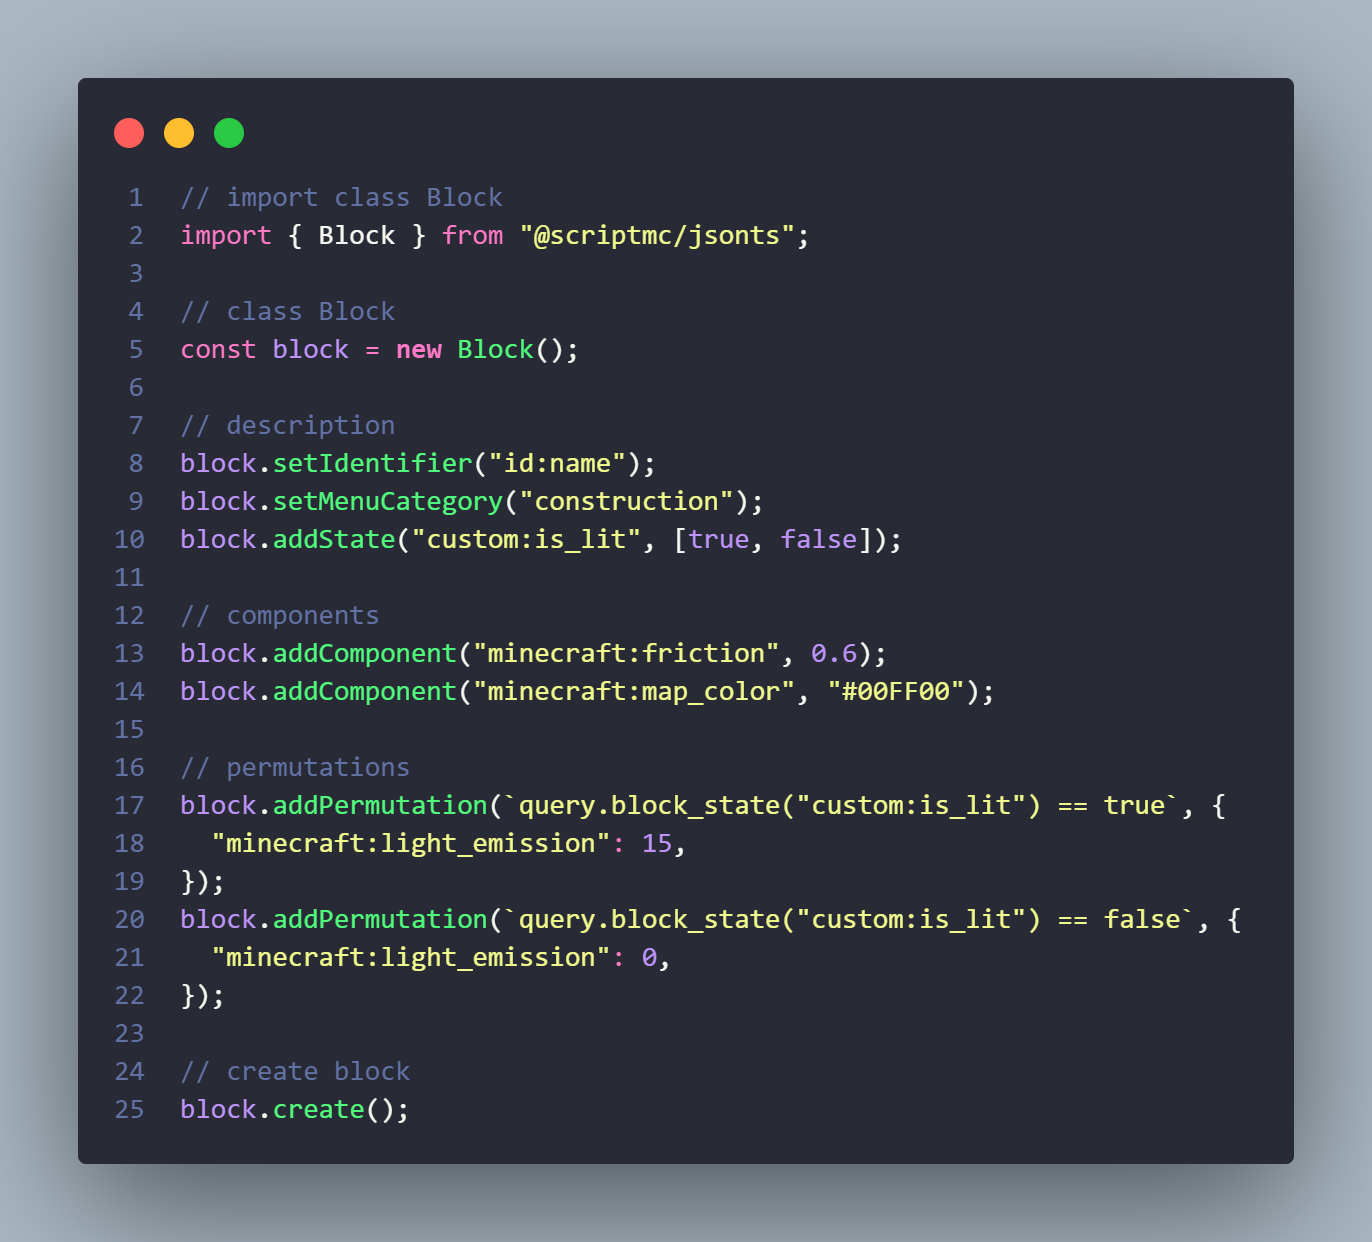 1 // import class Block
2 import { Block } from "@scriptmc/jsonts";
3
4 // class Block
5 const block = new Block();
6
7 // description
8 block.setIdentifier("id:name");
9 block.setMenuCategory("construction");
10 block.addState("custom:is_lit", [true, false]);
11
12 // components
13 block.addComponent("minecraft:friction", 0.6);
14 block.addComponent("minecraft:map_color", "#00FF00");
15
16 // permutations
17 block.addPermutation(`query.block_state("custom:is_lit") == true`, {
18   "minecraft:light_emission": 15,
19 });
20 block.addPermutation(`query.block_state("custom:is_lit") == false`, {
21   "minecraft:light_emission": 0,
22 });
23
24 // create block
25 block.create();